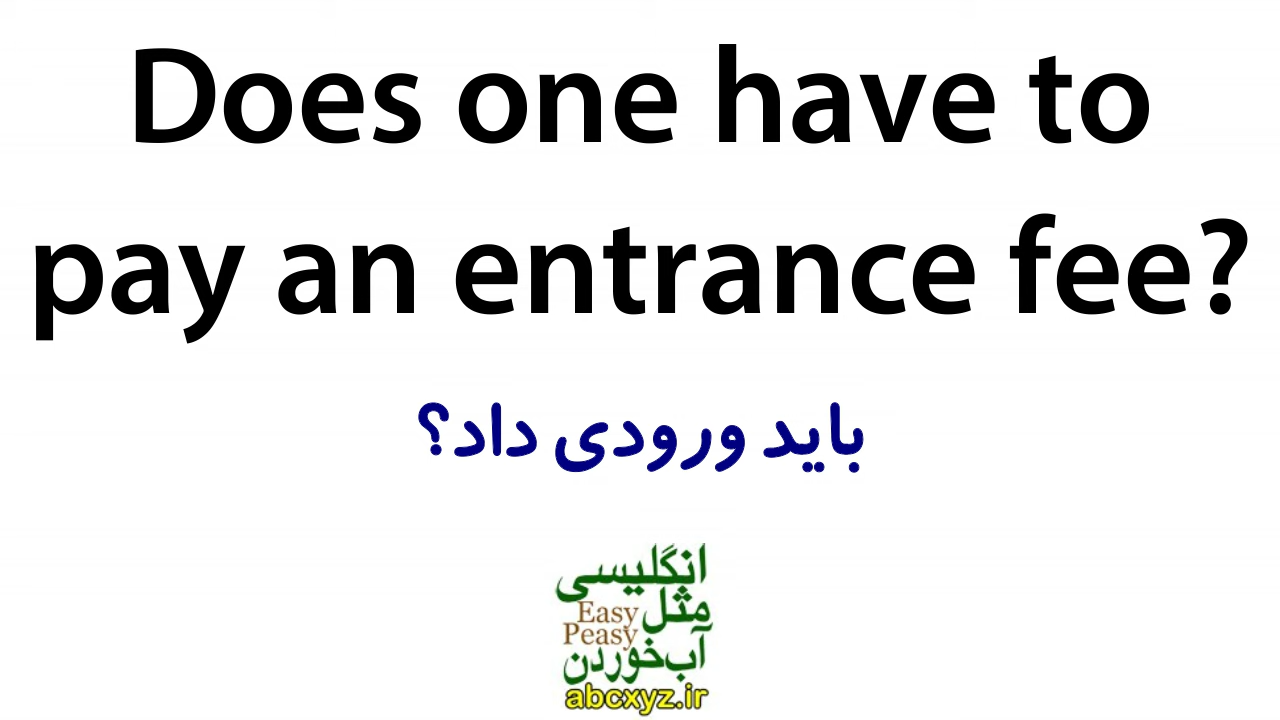 Does one have to
pay an entrance fee?
باید ورودی داد؟
انگلیسی
مثل
Easy
Peasy
آب‌خوردن
abcxyz.ir